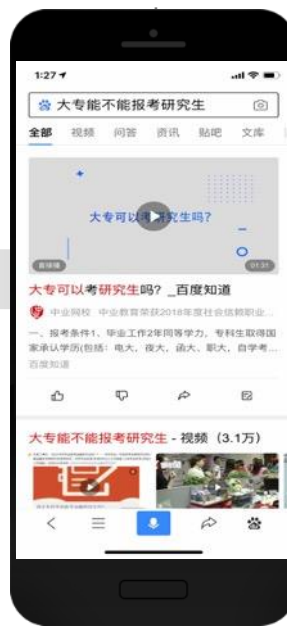 1:27
大专能不能报考研究生
全部 视频 问答 资讯 贴吧 文库
大专可以考研究生吗?
01:31
大专可以考研究生吗? _百度知道
中业网校 中业教育荣获2018年度社会信赖职业...
一、报考条件1、毕业工作2年同等学力，专科生取得国
家承认学历(包括：电大，夜大，函大，职大，自学考...
百度知道
大专能不能报考研究生 - 视频（3.1万）